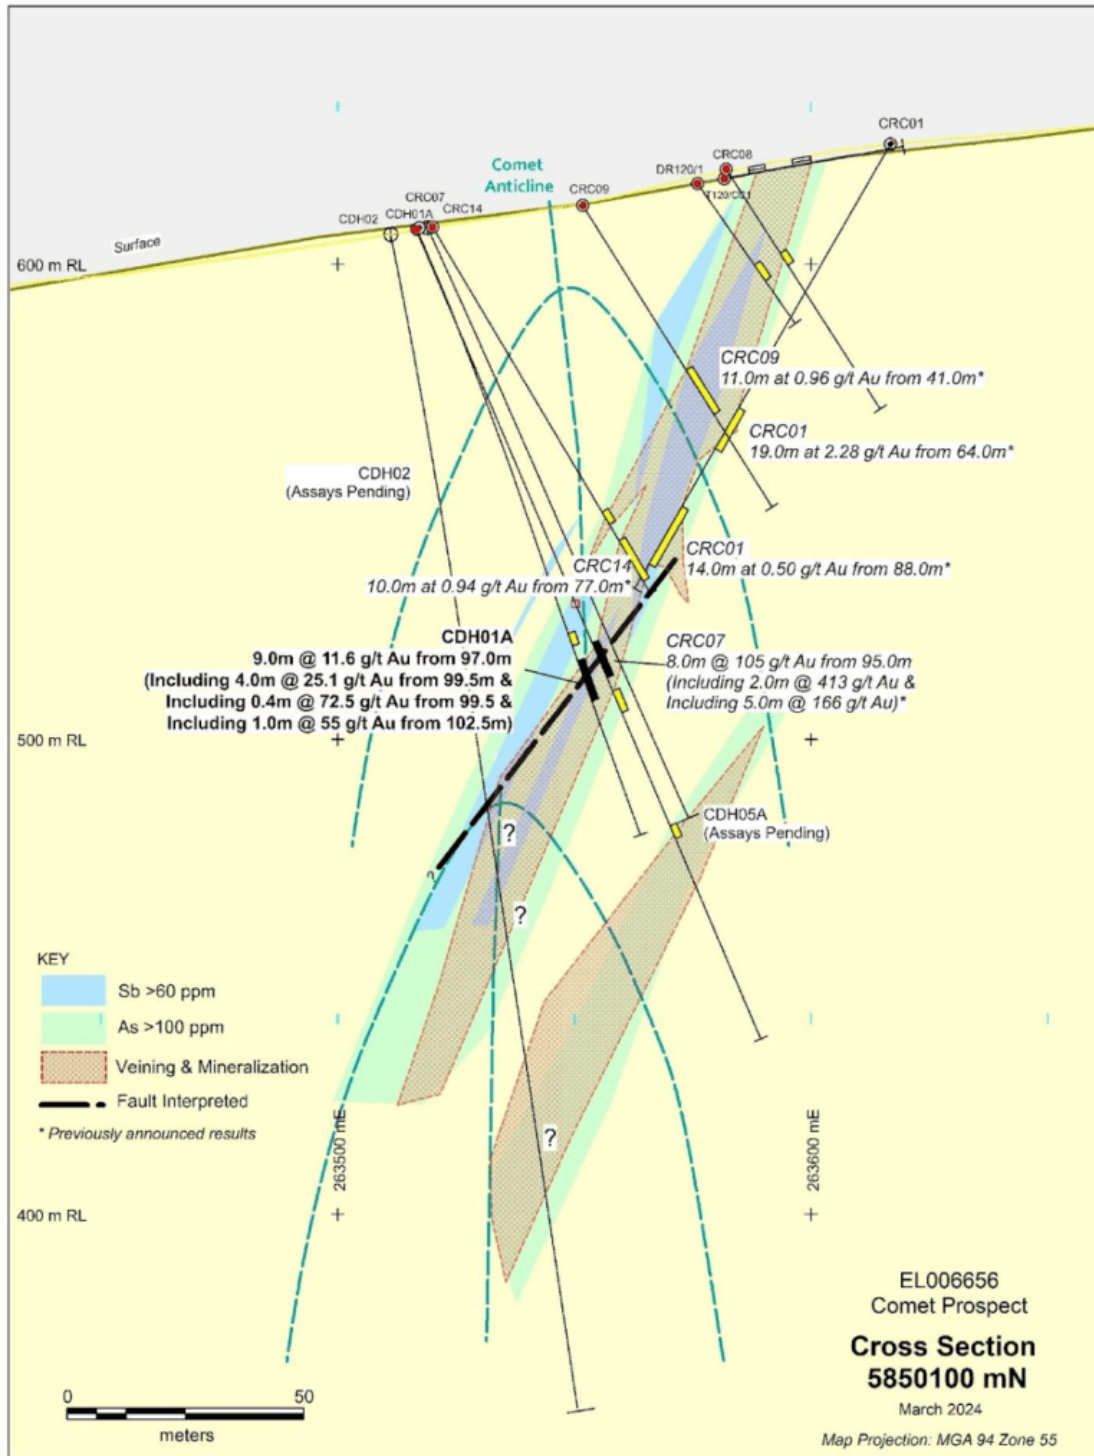 CRC01
CRC08
DR120/1
T120/CC1
Comet
Anticline
CRC09
CRC07
CDH01A
CRC14
CDH02
Surface
600 m RL
CRC09
11.0m at 0.96 g/t Au from 41.0m*
CRC01
19.0m at 2.28 g/t Au from 64.0m*
CDH02
(Assays Pending)
CRC14
10.0m at 0.94 g/t Au from 77.0m*
CRC01
14.0m at 0.50 g/t Au from 88.0m*
CDH01A
9.0m @ 11.6 g/t Au from 97.0m
(Including 4.0m @ 25.1 g/t Au from 99.5m &
Including 0.4m @ 72.5 g/t Au from 99.5 &
Including 1.0m @ 55 g/t Au from 102.5m)
CRC07
8.0m @ 105 g/t Au from 95.0m
(Including 2.0m @ 413 g/t Au &
Including 5.0m @ 166 g/t Au)*
500 m RL
CDH05A
(Assays Pending)
?
?
?
?
KEY
Sb >60 ppm
As >100 ppm
Veining & Mineralization
Fault Interpreted
* Previously announced results
263500 mE
263600 mE
400 m RL
EL006656
Comet Prospect
Cross Section
5850100 mN
March 2024
Map Projection: MGA 94 Zone 55
0 50
meters